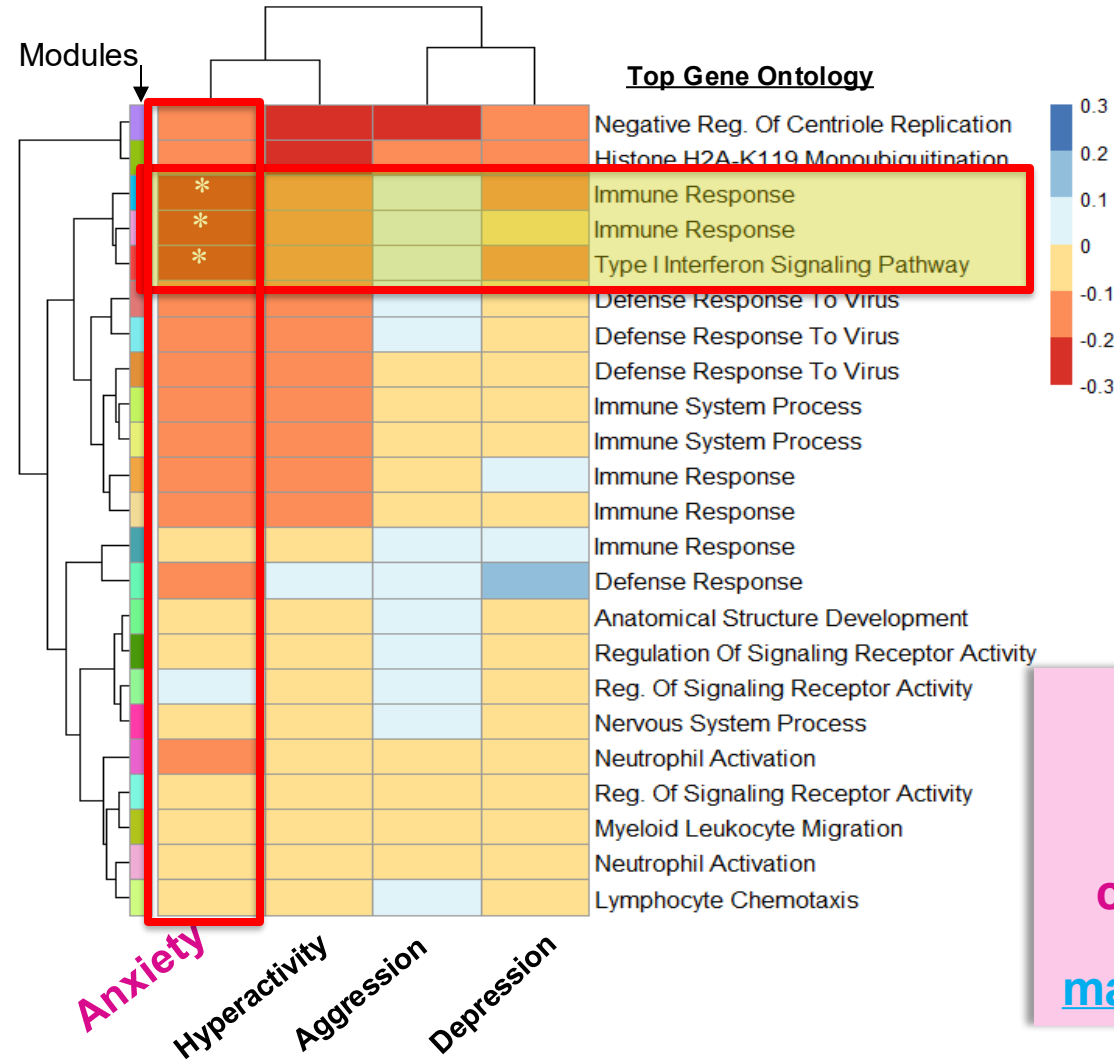 Modules
Top Gene Ontology
Negative Reg. Of Centriole Replication
Histone H2A-K119 Monoubiquitination
Immune Response
Immune Response
Type I Interferon Signaling Pathway
Defense Response To Virus
Defense Response To Virus
Defense Response To Virus
Immune System Process
Immune System Process
Immune Response
Immune Response
Immune Response
Defense Response
Anatomical Structure Development
Regulation Of Signaling Receptor Activity
Reg. Of Signaling Receptor Activity
Nervous System Process
Neutrophil Activation
Reg. Of Signaling Receptor Activity
Myeloid Leukocyte Migration
Neutrophil Activation
Lymphocyte Chemotaxis
*
*
*
0.3
0.2
0.1
0
-0.1
-0.2
-0.3
Anxiety
Hyperactivity
Aggression
Depression